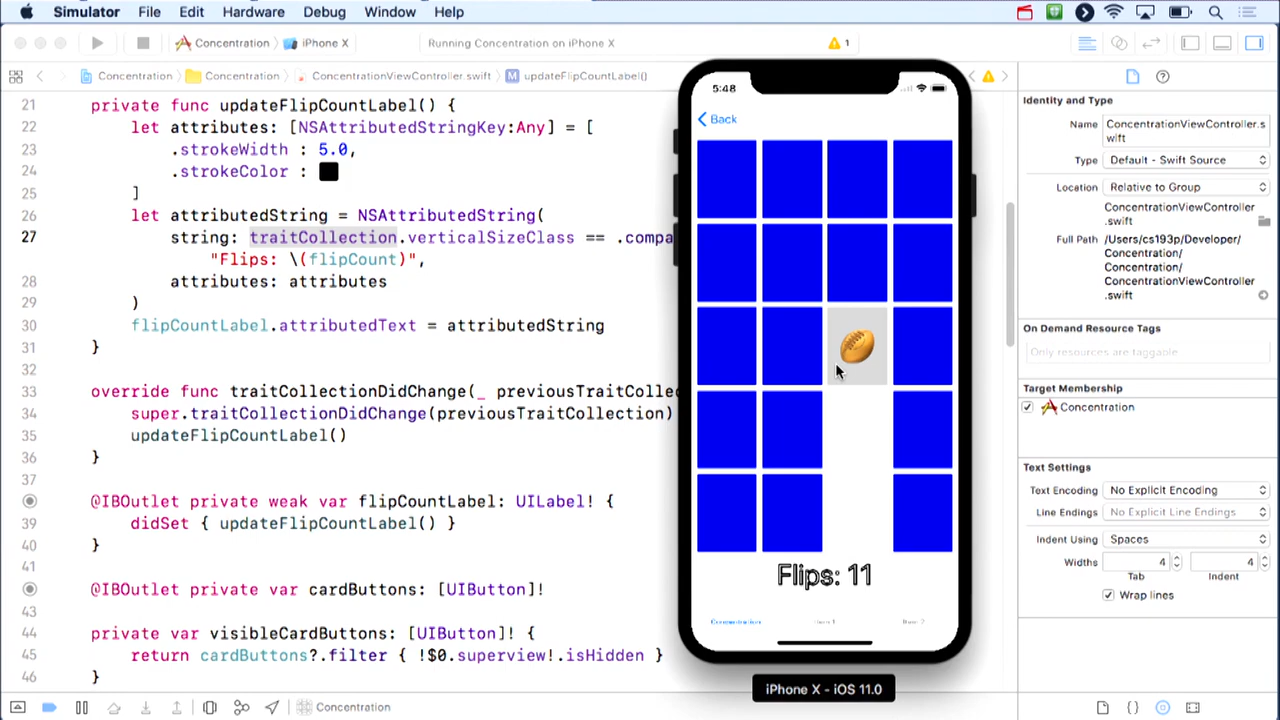 Simulator File Edit Hardware Debug Window Help
Concentration iPhone X Running Concentration on iPhone X 1
Concentration Concentration ConcentrationViewController.swift M updateFlipCountLabel()
21 private func updateFlipCountLabel() {
22 let attributes: [NSAttributedStringKey:Any] = [
23 .strokeWidth : 5.0,
24 .strokeColor :
25 ]
26 let attributedString = NSAttributedString(
27 string: traitCollection.verticalSizeClass == .compa
"Flips: \(flipCount)",
28 attributes: attributes
29 )
30 flipCountLabel.attributedText = attributedString
31 }
32
33 override func traitCollectionDidChange(_ previousTraitCollec
34 super.traitCollectionDidChange(previousTraitCollection)
35 updateFlipCountLabel()
36 }
37
@IBOutlet private weak var flipCountLabel: UILabel! {
39 didSet { updateFlipCountLabel() }
40 }
41
@IBOutlet private var cardButtons: [UIButton]!
43
44 private var visibleCardButtons: [UIButton]! {
45 return cardButtons?.filter { !$0.superview!.isHidden }
46 }
Concentration
5:48
Back
Flips: 11
Concentration
iPhone X - iOS 11.0
Identity and Type
Name ConcentrationViewController.s
wift
Type Default - Swift Source
Location Relative to Group
ConcentrationViewController
.swift
Full Path /Users/cs193p/Developer/
Concentration/
Concentration/
ConcentrationViewController
.swift
On Demand Resource Tags
Only resources are taggable
Target Membership
Concentration
Text Settings
Text Encoding No Explicit Encoding
Line Endings No Explicit Line Endings
Indent Using Spaces
Widths 4 4
Tab Indent
Wrap lines